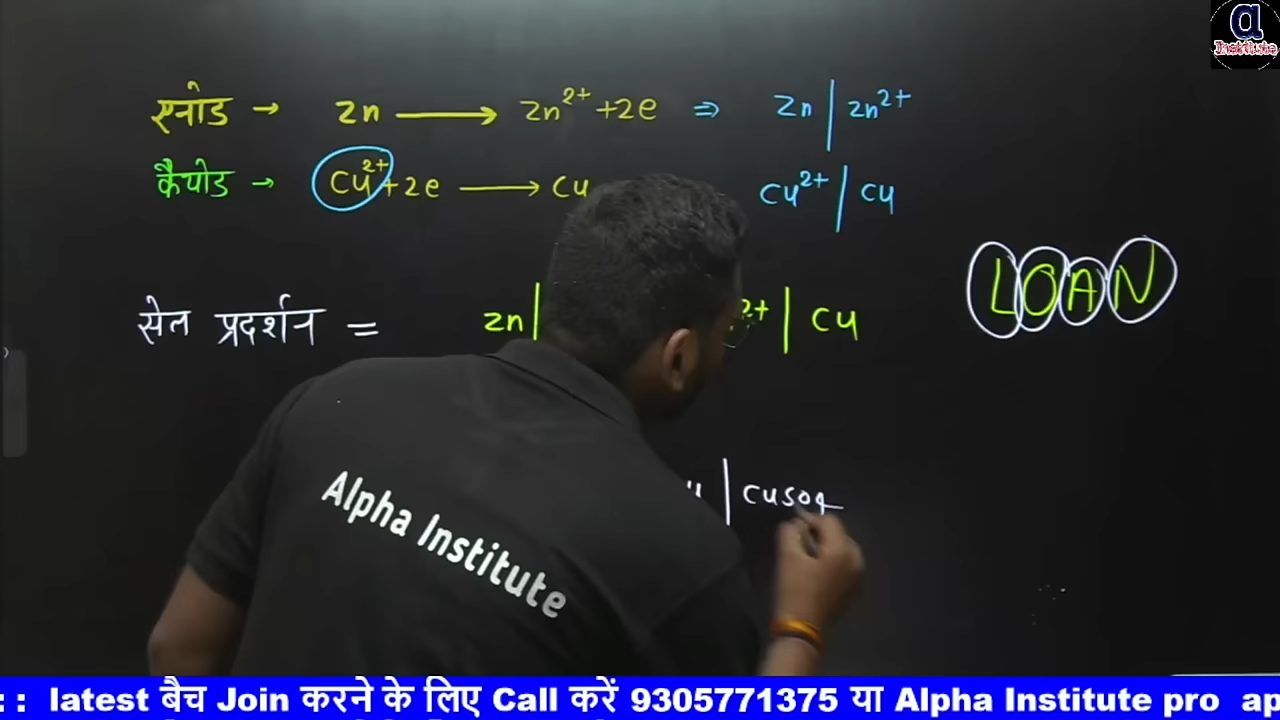 α
Institute
एनोड → Zn ⟶ Zn²⁺ +2e ⇒ Zn | Zn²⁺
कैथोड → Cu²⁺+2e ⟶ Cu Cu²⁺ | Cu
LOAN
सेल प्रदर्शन = Zn | ²⁺ | Cu
| CuSO4
Alpha Institute
:: latest बैच Join करने के लिए Call करें 9305771375 या Alpha Institute pro ap